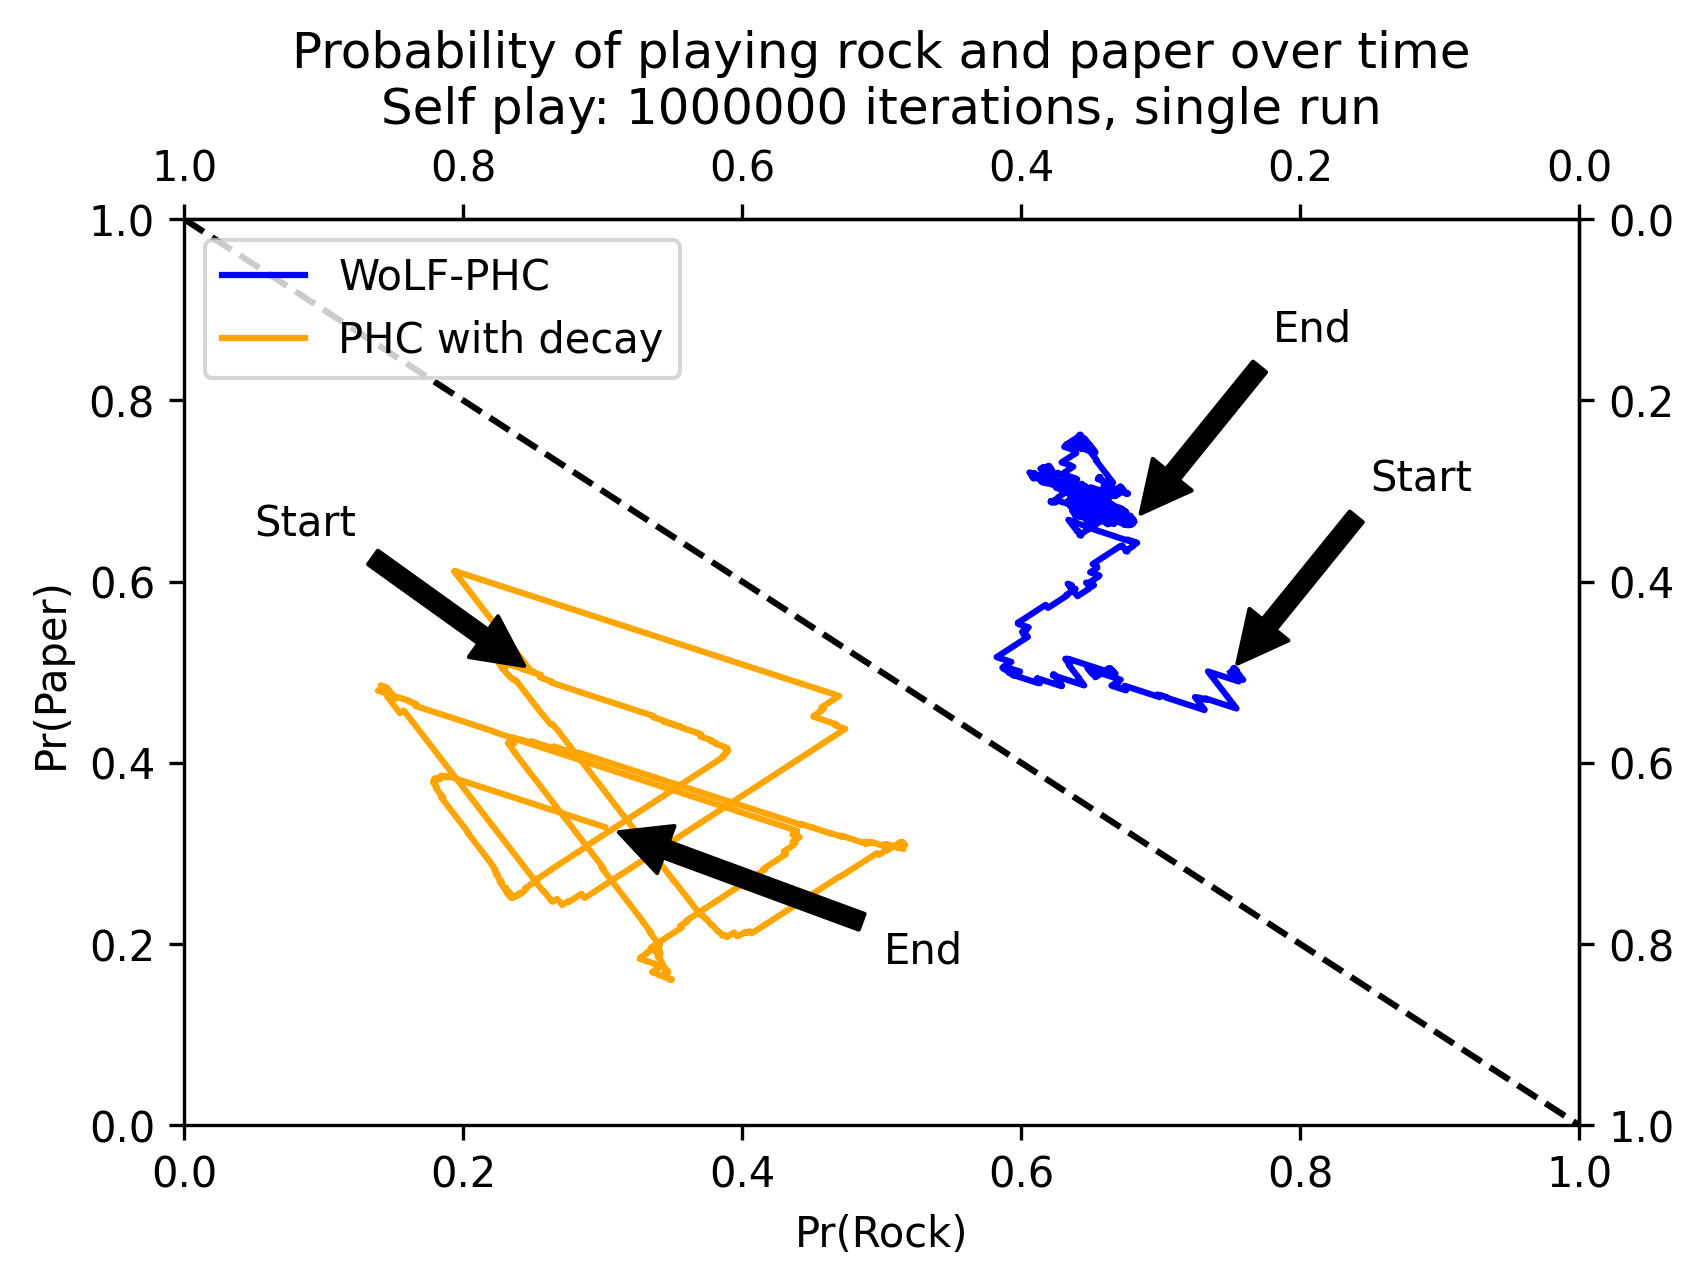 Probability of playing rock and paper over time
Self play: 1000000 iterations, single run
1.0 0.8 0.6 0.4 0.2 0.0
1.0 0.0
WoLF-PHC
PHC with decay
End
0.8 0.2
Start
Start
0.6 0.4
Pr(Paper)
0.4 0.6
End
0.2 0.8
0.0 1.0
0.0 0.2 0.4 0.6 0.8 1.0
Pr(Rock)